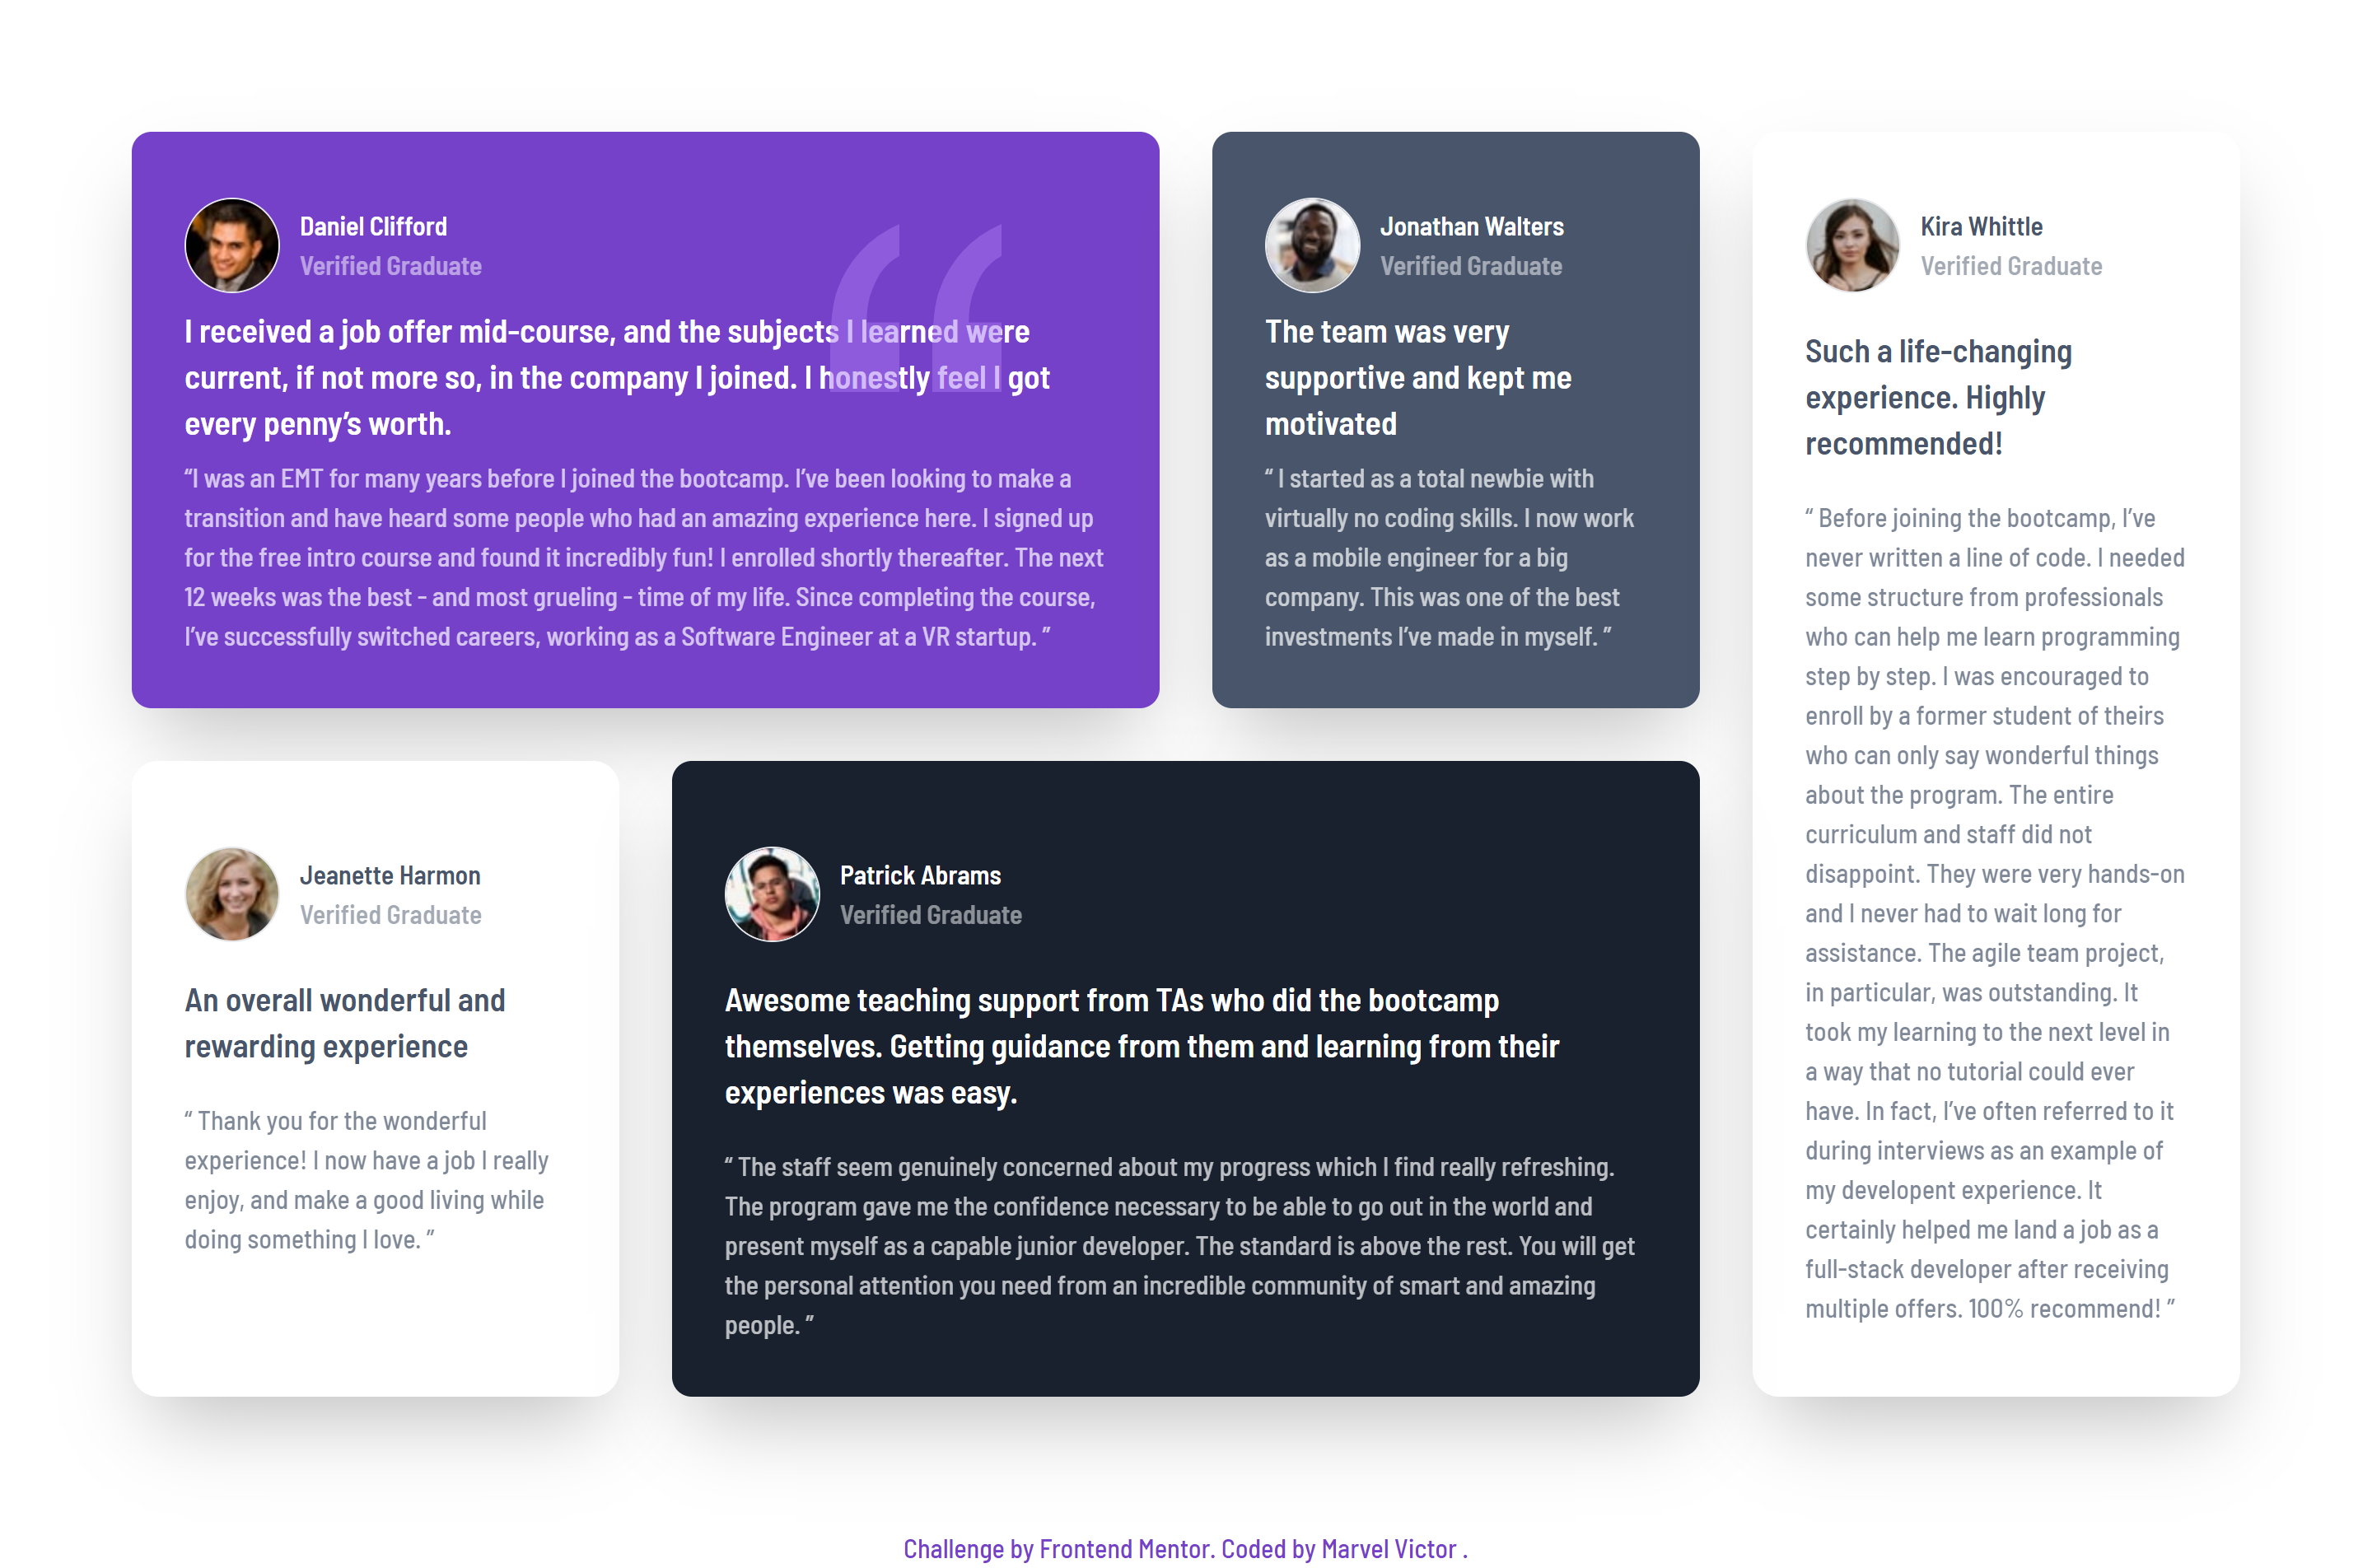 Daniel Clifford
Verified Graduate
I received a job offer mid-course, and the subjects I learned were
current, if not more so, in the company I joined. I honestly feel I got
every penny’s worth.
“I was an EMT for many years before I joined the bootcamp. I’ve been looking to make a
transition and have heard some people who had an amazing experience here. I signed up
for the free intro course and found it incredibly fun! I enrolled shortly thereafter. The next
12 weeks was the best - and most grueling - time of my life. Since completing the course,
I’ve successfully switched careers, working as a Software Engineer at a VR startup. ”
Jonathan Walters
Verified Graduate
The team was very
supportive and kept me
motivated
“ I started as a total newbie with
virtually no coding skills. I now work
as a mobile engineer for a big
company. This was one of the best
investments I’ve made in myself. ”
Kira Whittle
Verified Graduate
Such a life-changing
experience. Highly
recommended!
“ Before joining the bootcamp, I’ve
never written a line of code. I needed
some structure from professionals
who can help me learn programming
step by step. I was encouraged to
enroll by a former student of theirs
who can only say wonderful things
about the program. The entire
curriculum and staff did not
disappoint. They were very hands-on
and I never had to wait long for
assistance. The agile team project,
in particular, was outstanding. It
took my learning to the next level in
a way that no tutorial could ever
have. In fact, I’ve often referred to it
during interviews as an example of
my developent experience. It
certainly helped me land a job as a
full-stack developer after receiving
multiple offers. 100% recommend! ”
Jeanette Harmon
Verified Graduate
An overall wonderful and
rewarding experience
“ Thank you for the wonderful
experience! I now have a job I really
enjoy, and make a good living while
doing something I love. ”
Patrick Abrams
Verified Graduate
Awesome teaching support from TAs who did the bootcamp
themselves. Getting guidance from them and learning from their
experiences was easy.
“ The staff seem genuinely concerned about my progress which I find really refreshing.
The program gave me the confidence necessary to be able to go out in the world and
present myself as a capable junior developer. The standard is above the rest. You will get
the personal attention you need from an incredible community of smart and amazing
people. ”
Challenge by Frontend Mentor. Coded by Marvel Victor .